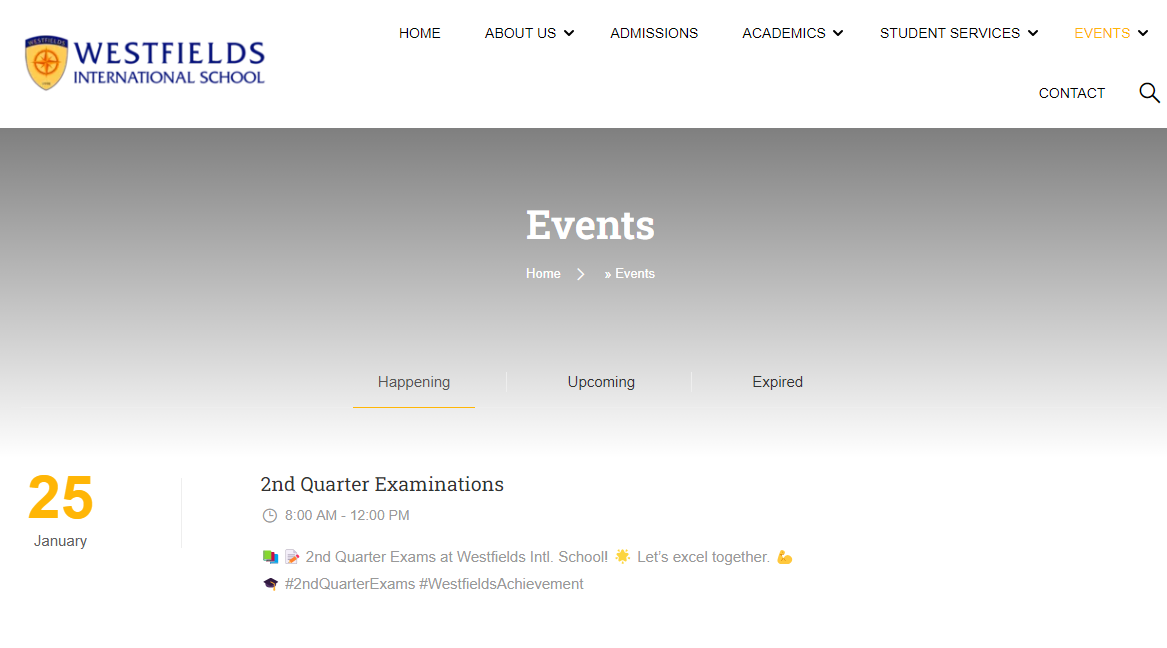 WESTFIELDS
WESTFIELDS
INTERNATIONAL SCHOOL
HOME
ABOUT US
ADMISSIONS
ACADEMICS
STUDENT SERVICES
EVENTS
CONTACT
Events
Home
» Events
Happening
Upcoming
Expired
25
January
2nd Quarter Examinations
8:00 AM - 12:00 PM
📚 📝 2nd Quarter Exams at Westfields Intl. School! 🌟 Let’s excel together. 💪
🎓 #2ndQuarterExams #WestfieldsAchievement